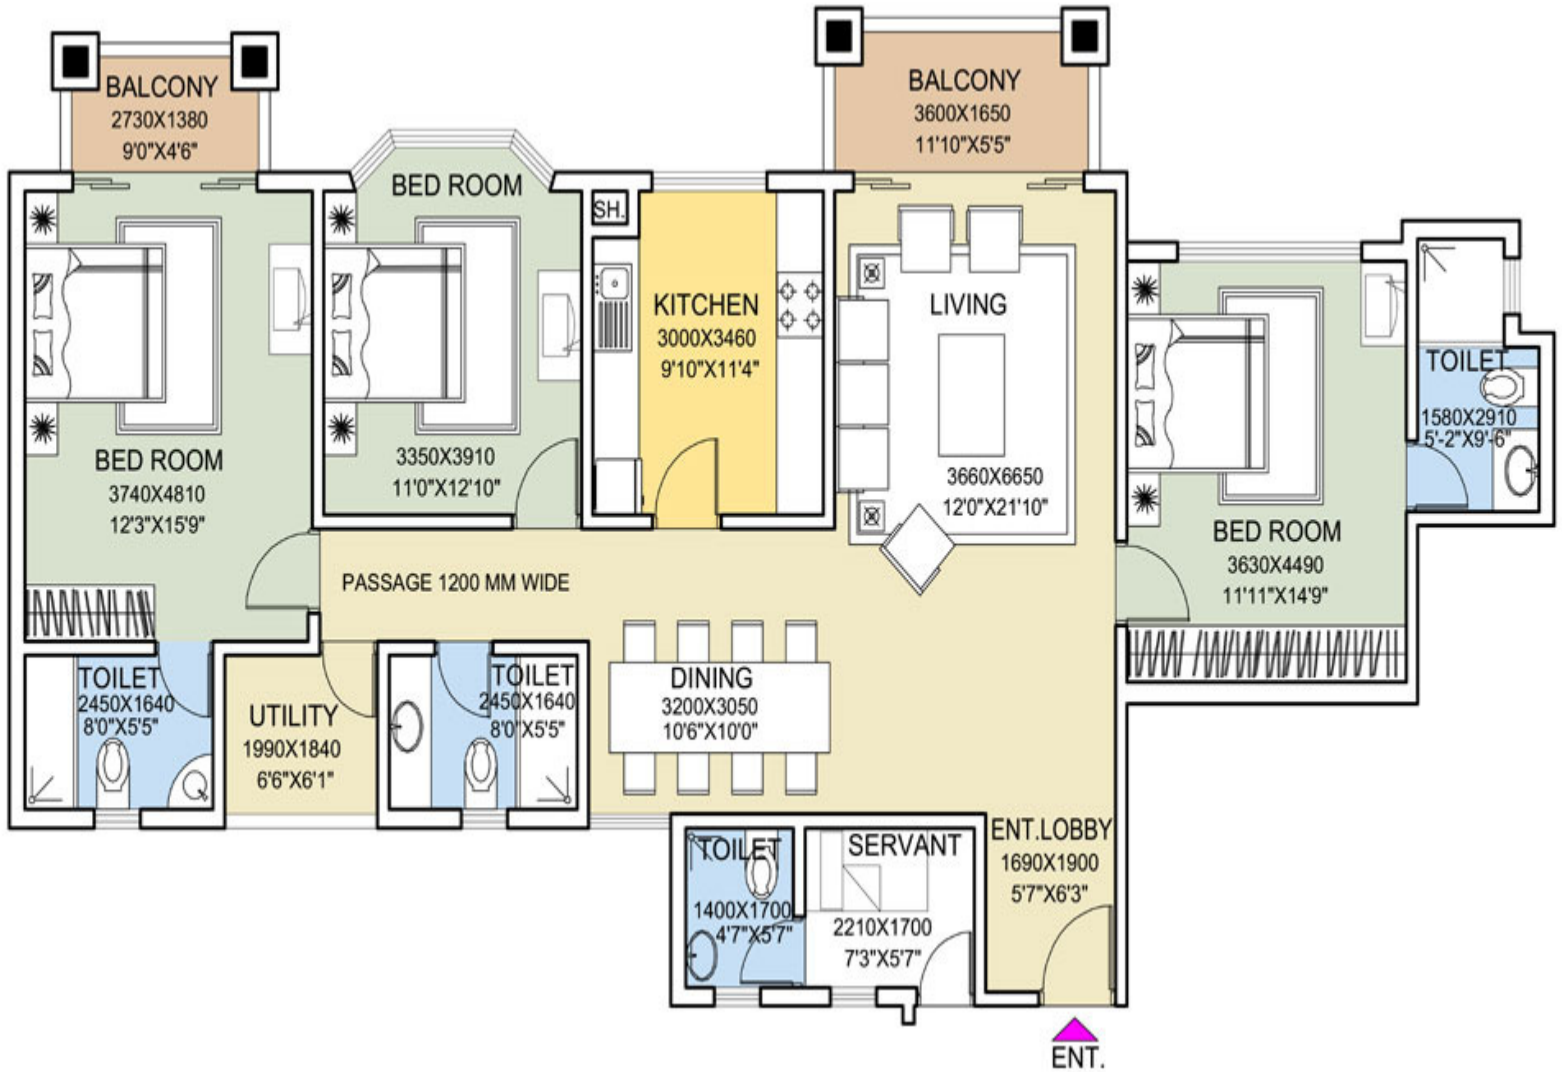 BALCONY
2730X1380
9'0"X4'6"
BALCONY
3600X1650
11'10"X5'5"
BED ROOM
3350X3910
11'0"X12'10"
SH.
KITCHEN
3000X3460
9'10"X11'4"
LIVING
3660X6650
12'0"X21'10"
TOILET
1580X2910
5'-2"X9'-6"
BED ROOM
3740X4810
12'3"X15'9"
BED ROOM
3630X4490
11'11"X14'9"
PASSAGE 1200 MM WIDE
TOILET
2450X1640
8'0"X5'5"
UTILITY
1990X1840
6'6"X6'1"
TOILET
2450X1640
8'0"X5'5"
DINING
3200X3050
10'6"X10'0"
TOILET
1400X1700
4'7"X5'7"
SERVANT
2210X1700
7'3"X5'7"
ENT.LOBBY
1690X1900
5'7"X6'3"
ENT.